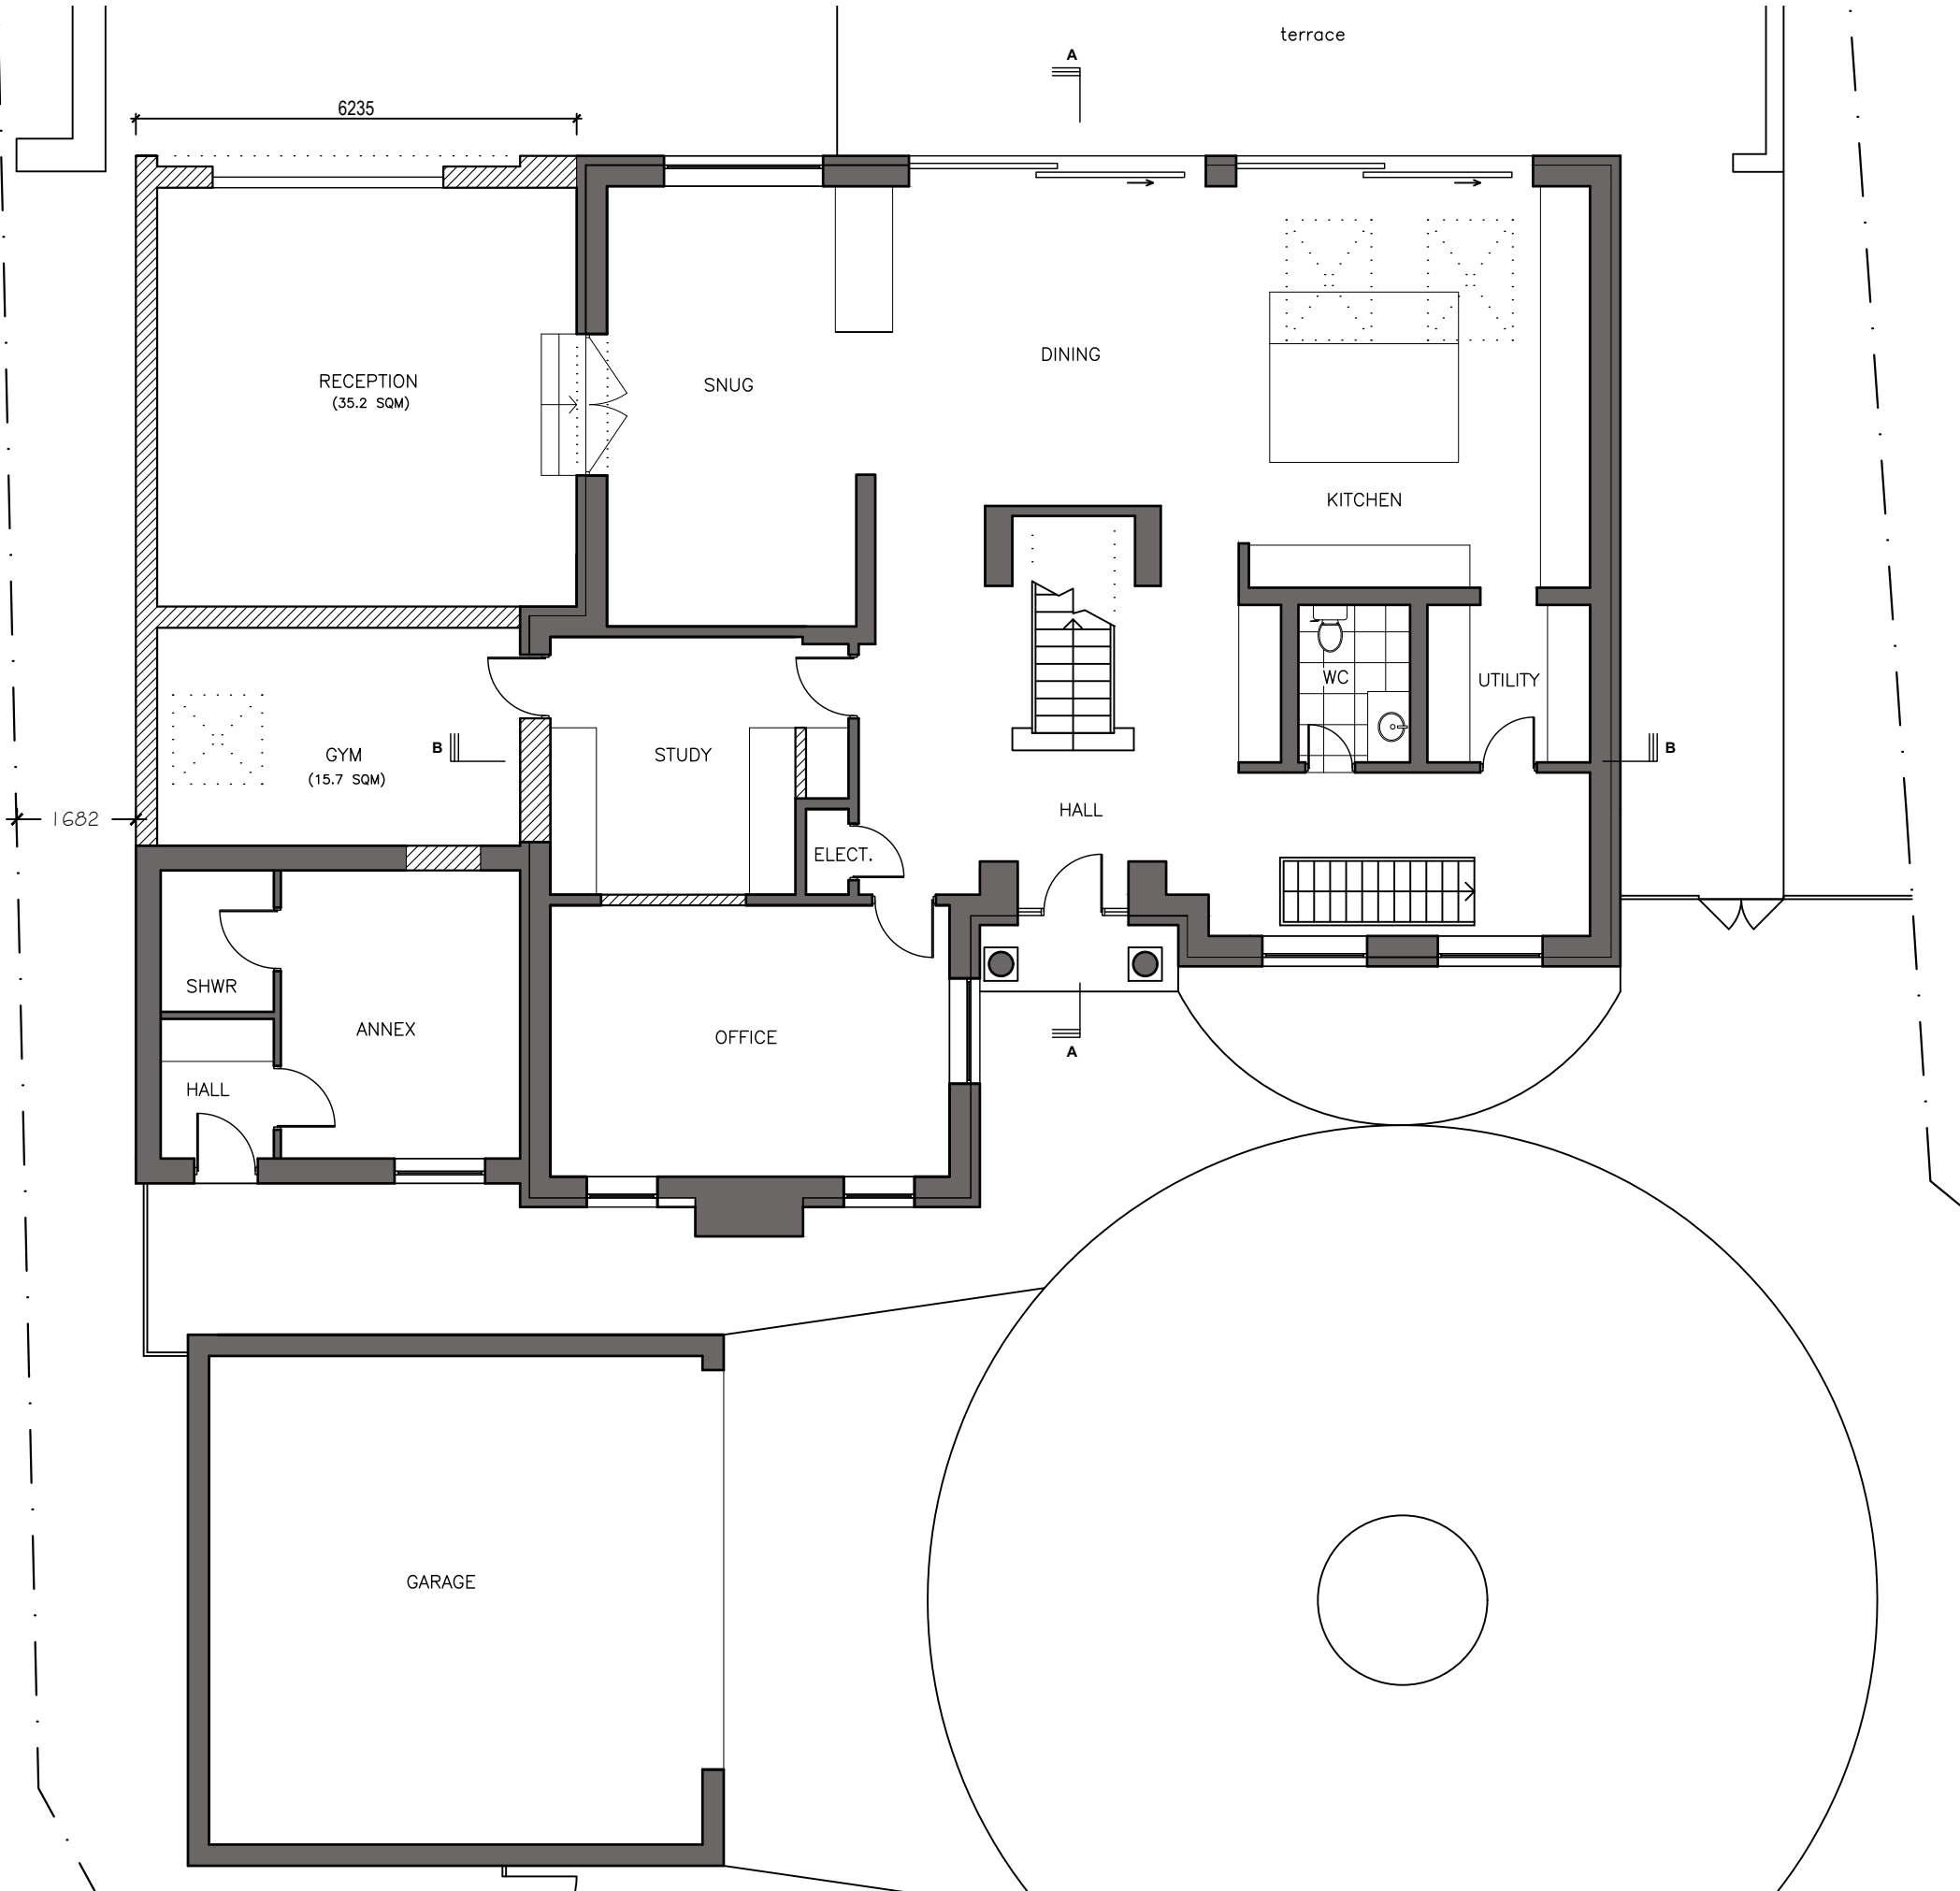 terrace
A
6235
DINING
RECEPTION
(35.2 SQM)
SNUG
KITCHEN
WC
UTILITY
B
GYM
(15.7 SQM)
STUDY
B
HALL
1682
ELECT.
SHWR
ANNEX
OFFICE
A
HALL
GARAGE